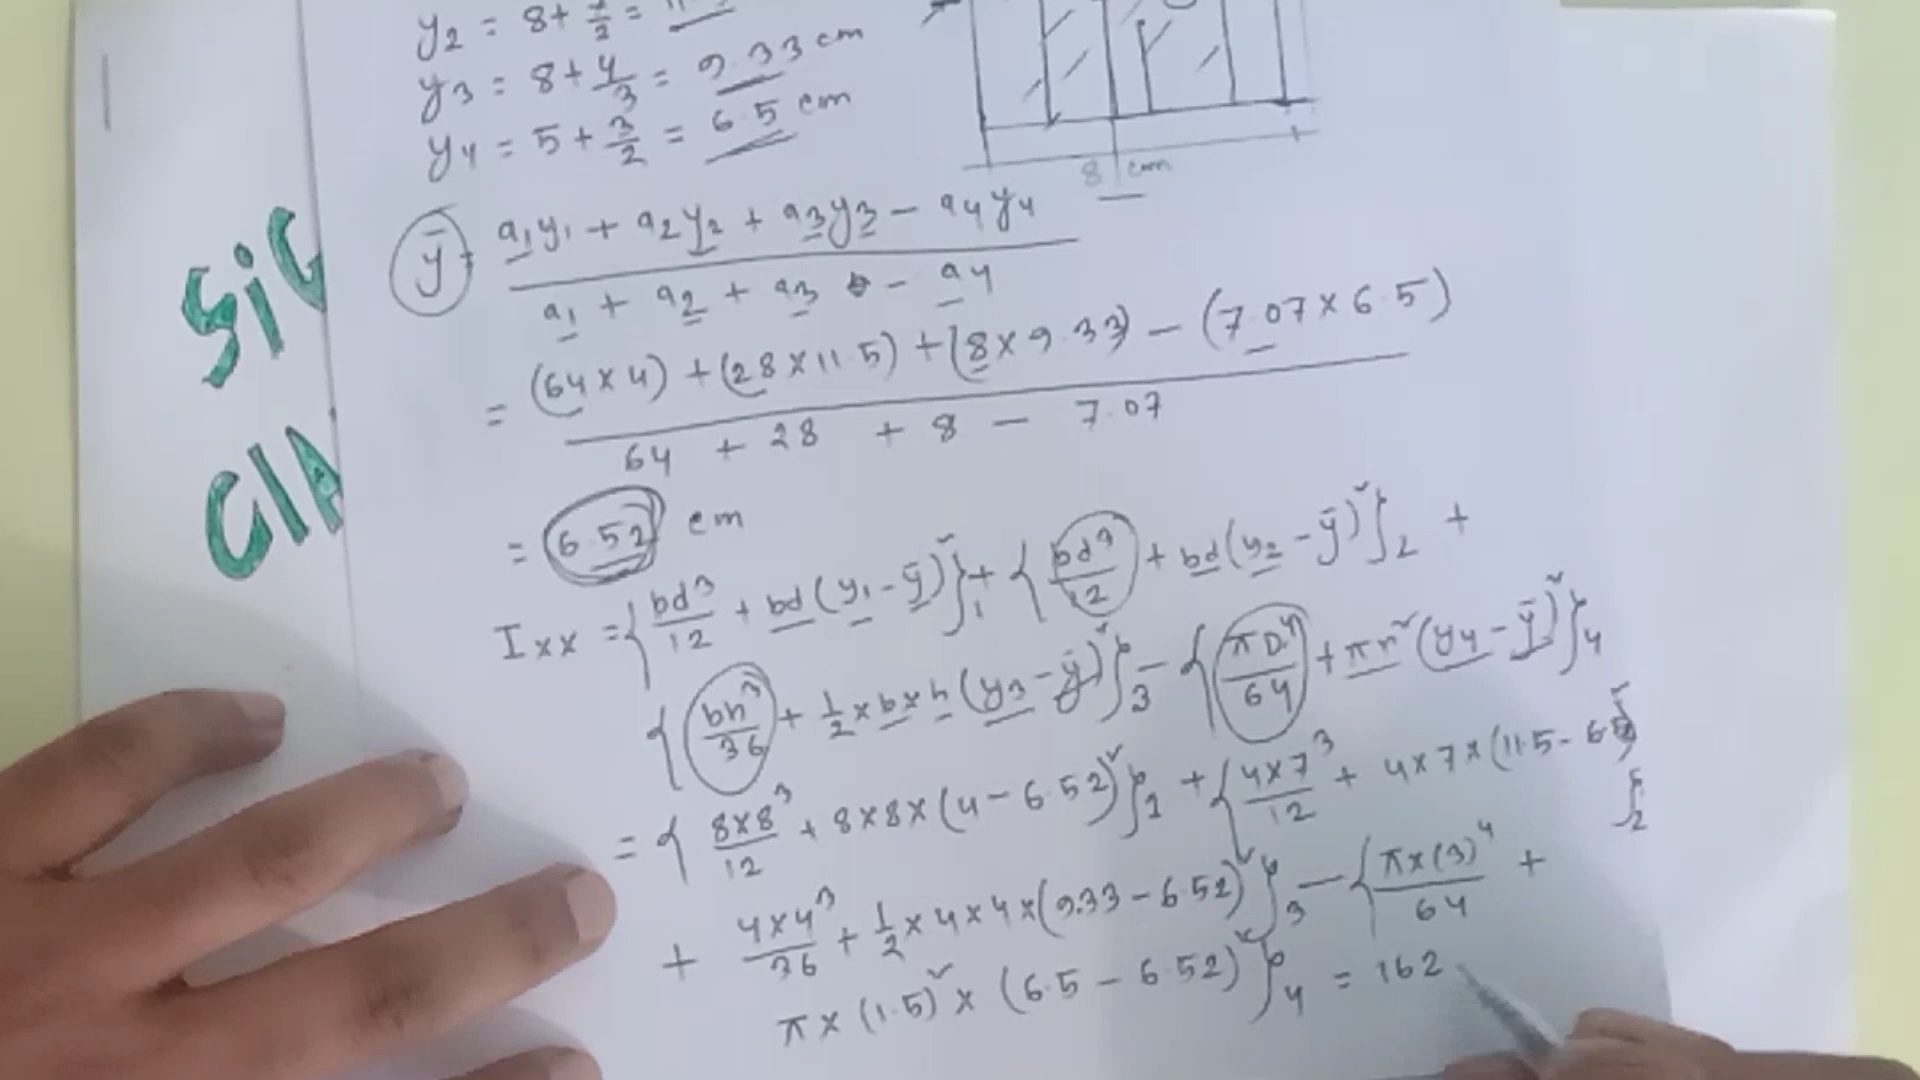 y2 = 8+ 7/2 =
y3 = 8+ 4/3 = 9.33 cm
y4 = 5 + 3/2 = 6.5 cm
8 cm
ȳ = (a1y1 + a2y2 + a3y3 - a4y4) / (a1 + a2 + a3 - a4)
= ((64×4) + (28×11.5) + (8×9.33) - (7.07×6.5)) / (64 + 28 + 8 - 7.07)
= 6.52 cm
Ixx = {bd³/12 + bd(y1 - ȳ)²}1 + {bd³/12 + bd(y2 - ȳ)²}2 +
{bh³/36 + 1/2 × b × h (y3 - ȳ)²}3 - {πD⁴/64 + πr²(y4 - ȳ)²}4
= {8×8³/12 + 8×8×(4 - 6.52)²}1 + {4×7³/12 + 4×7×(11.5 - 6.52)²}2
+ 4×4³/36 + 1/2 ×4×4×(9.33 - 6.52)²}3 - {π×(3)⁴/64 +
π×(1.5)²×(6.5 - 6.52)²}4 = 162